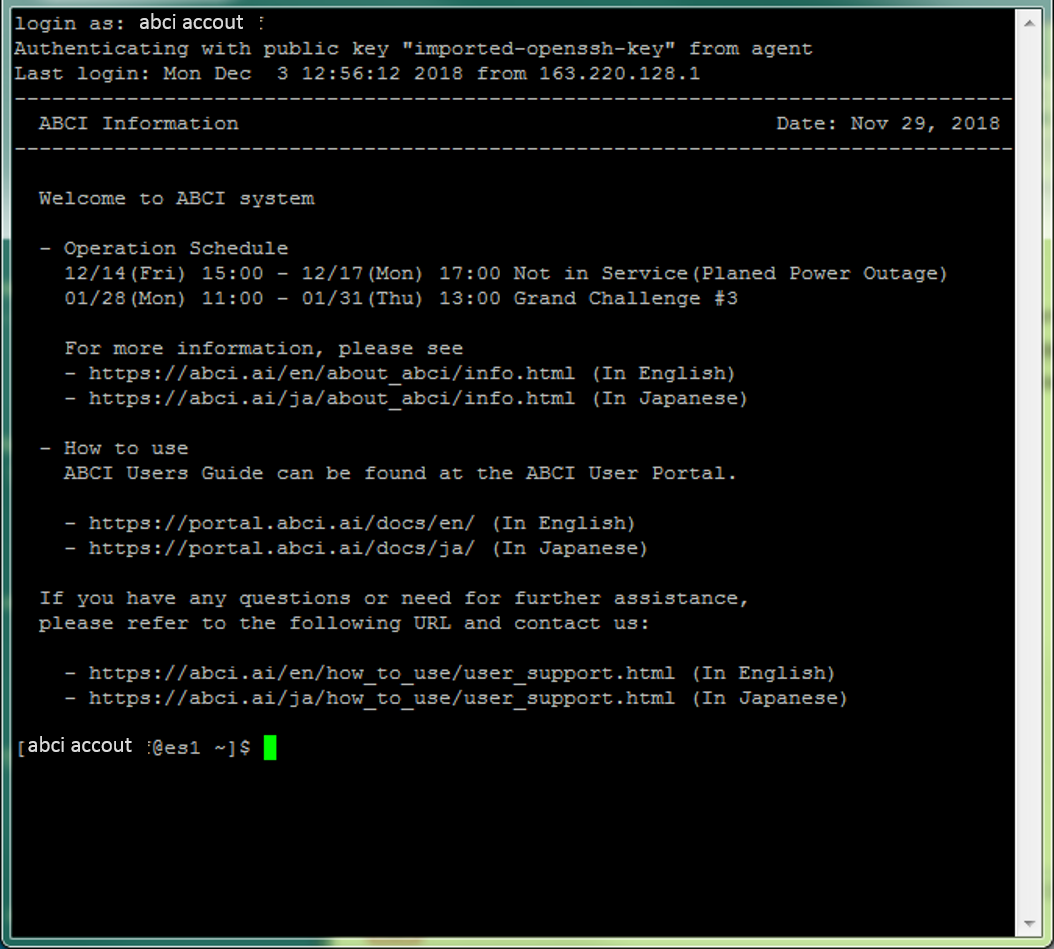 login as: abci accout
Authenticating with public key "imported-openssh-key" from agent
Last login: Mon Dec  3 12:56:12 2018 from 163.220.128.1
--------------------------------------------------------------------------------
ABCI Information                                           Date: Nov 29, 2018
--------------------------------------------------------------------------------
Welcome to ABCI system
- Operation Schedule
12/14(Fri) 15:00 - 12/17(Mon) 17:00 Not in Service(Planed Power Outage)
01/28(Mon) 11:00 - 01/31(Thu) 13:00 Grand Challenge #3
For more information, please see
- https://abci.ai/en/about_abci/info.html (In English)
- https://abci.ai/ja/about_abci/info.html (In Japanese)
- How to use
ABCI Users Guide can be found at the ABCI User Portal.
- https://portal.abci.ai/docs/en/ (In English)
- https://portal.abci.ai/docs/ja/ (In Japanese)
If you have any questions or need for further assistance,
please refer to the following URL and contact us:
- https://abci.ai/en/how_to_use/user_support.html (In English)
- https://abci.ai/ja/how_to_use/user_support.html (In Japanese)
[abci accout @es1 ~]$